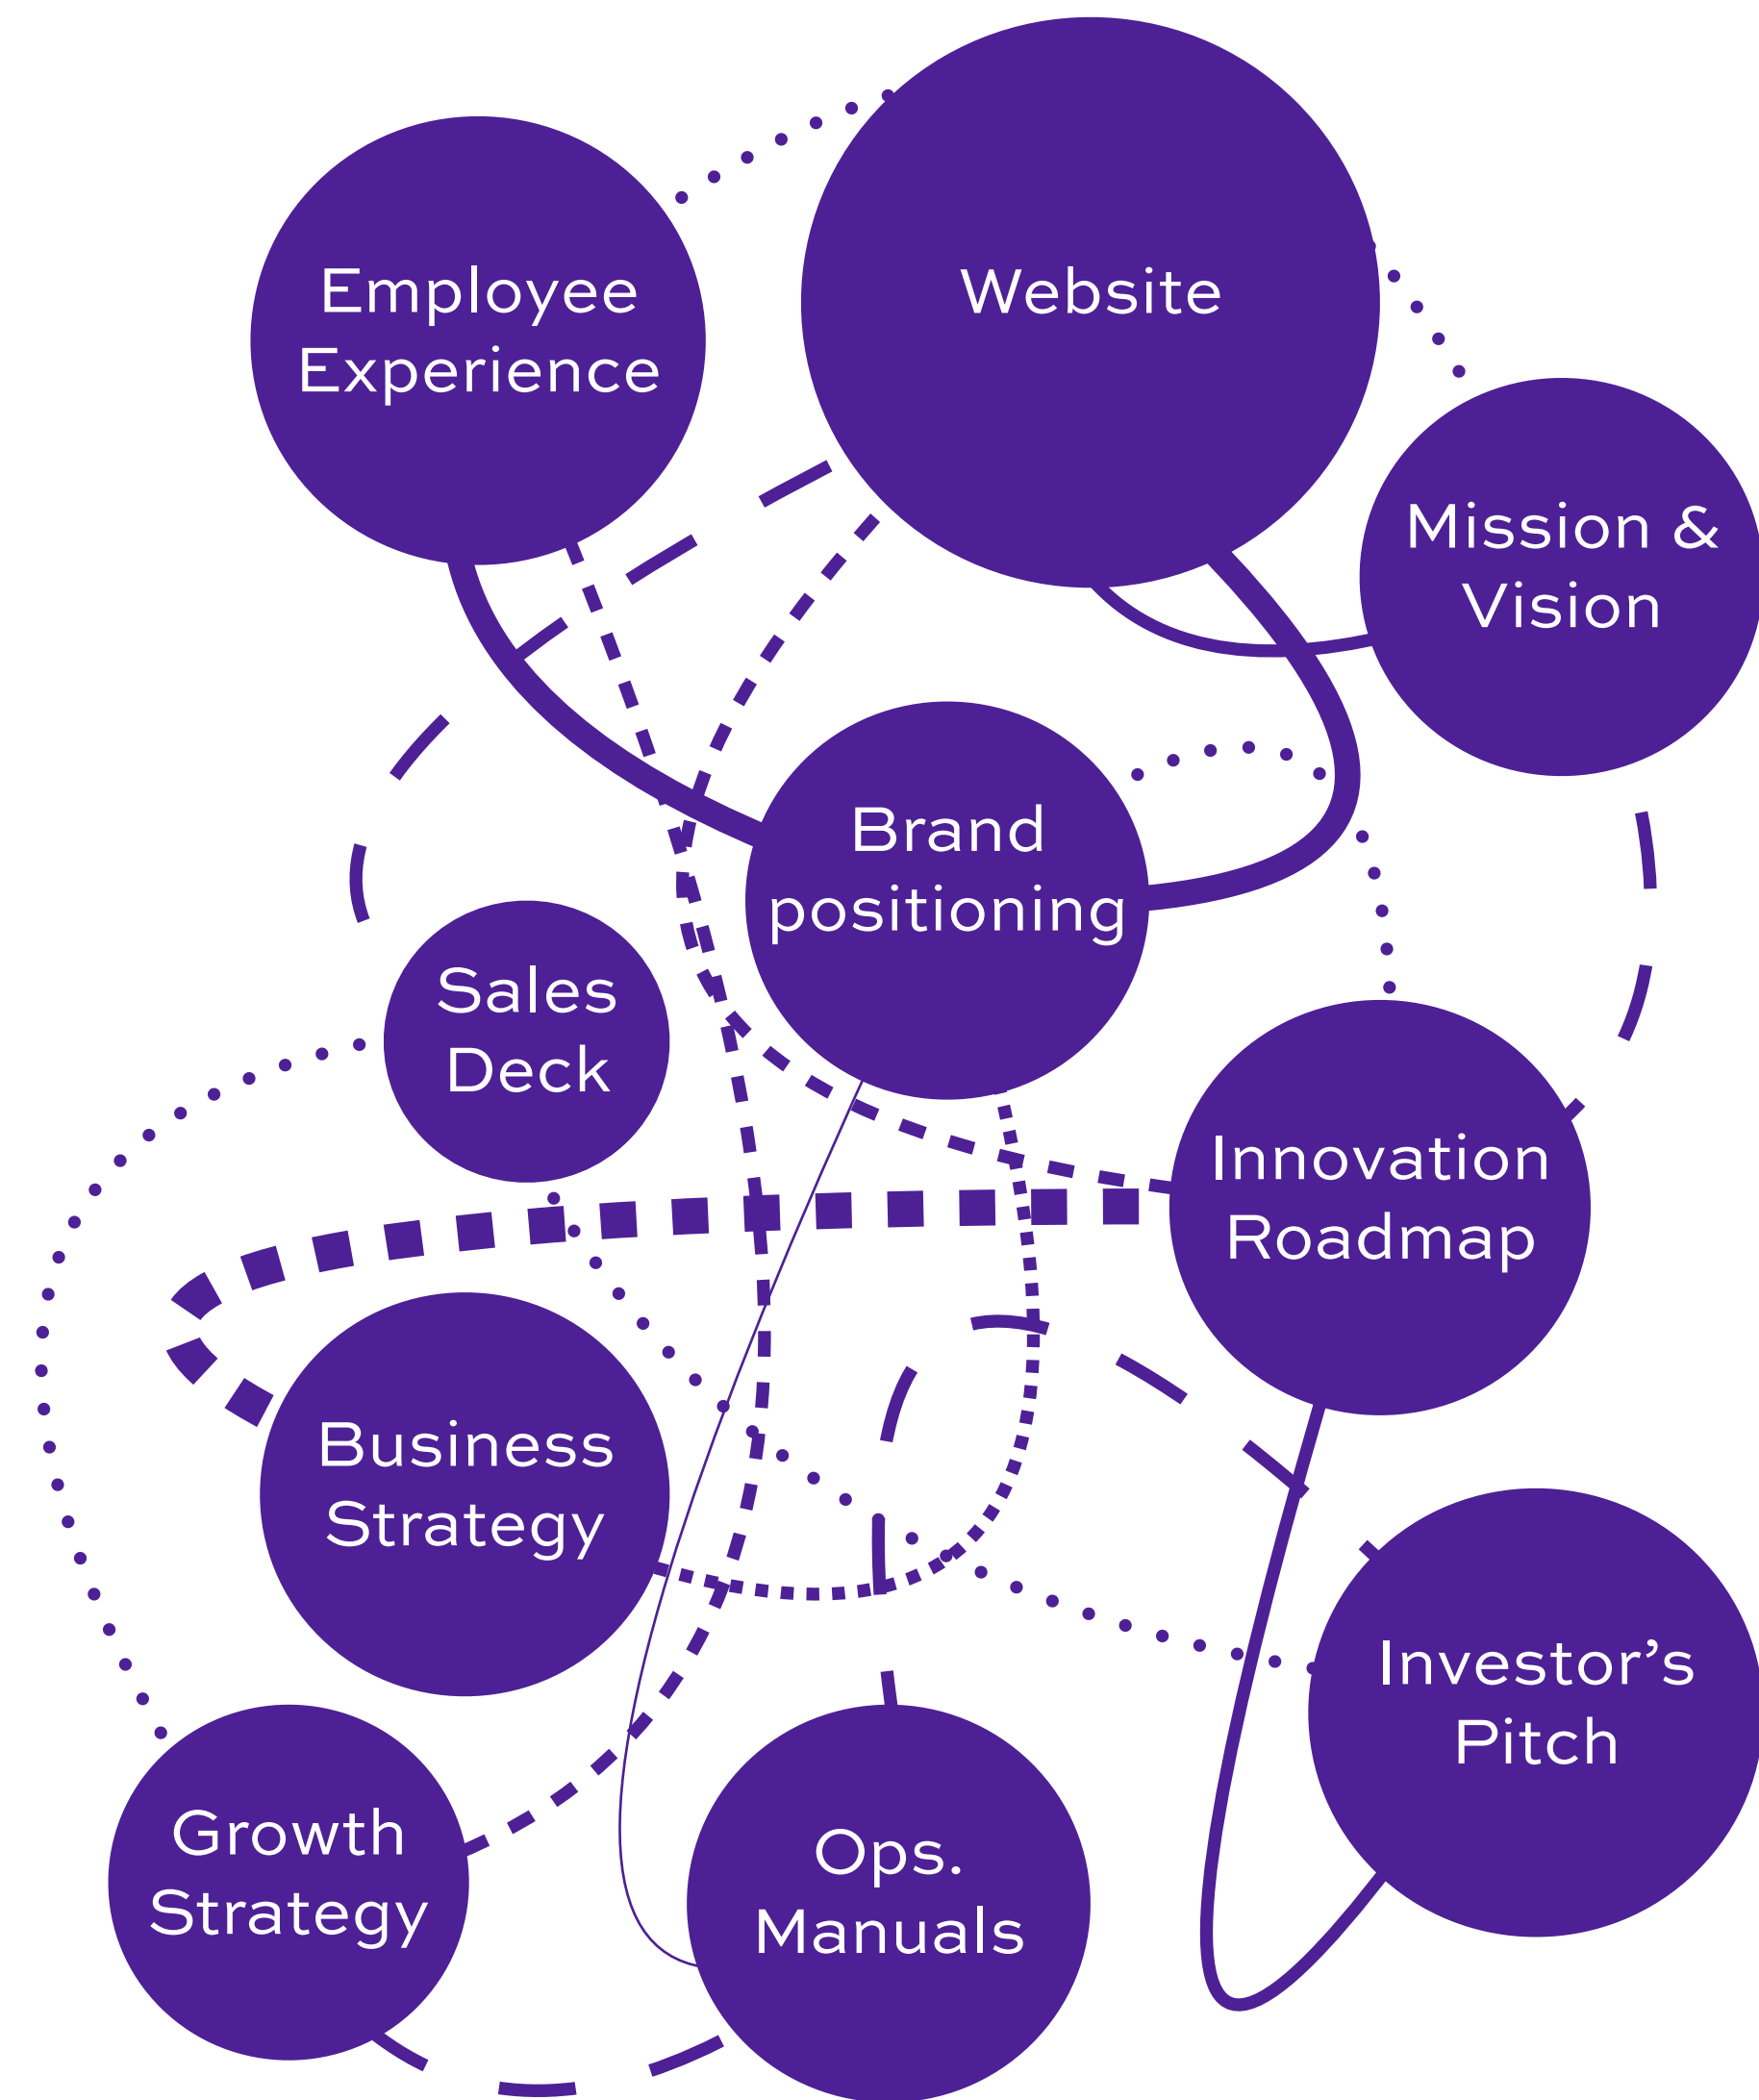 Employee
Experience
Website
Mission &
Vision
Brand
positioning
Sales
Deck
Innovation
Roadmap
Business
Strategy
Investor’s
Pitch
Growth
Strategy
Ops.
Manuals